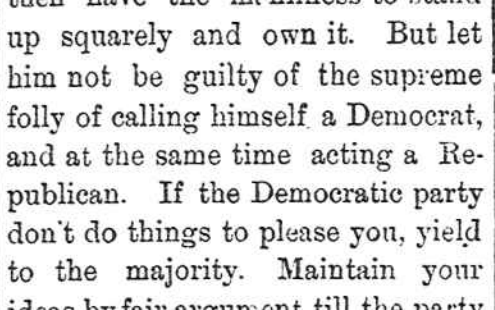 up squarely and own it. But let
him not be guilty of the supreme
folly of calling himself a Democrat,
and at the same time acting a Re-
publican. If the Democratic party
don't do things to please you, yield
to the majority. Maintain your
ideas by fair argument till the party